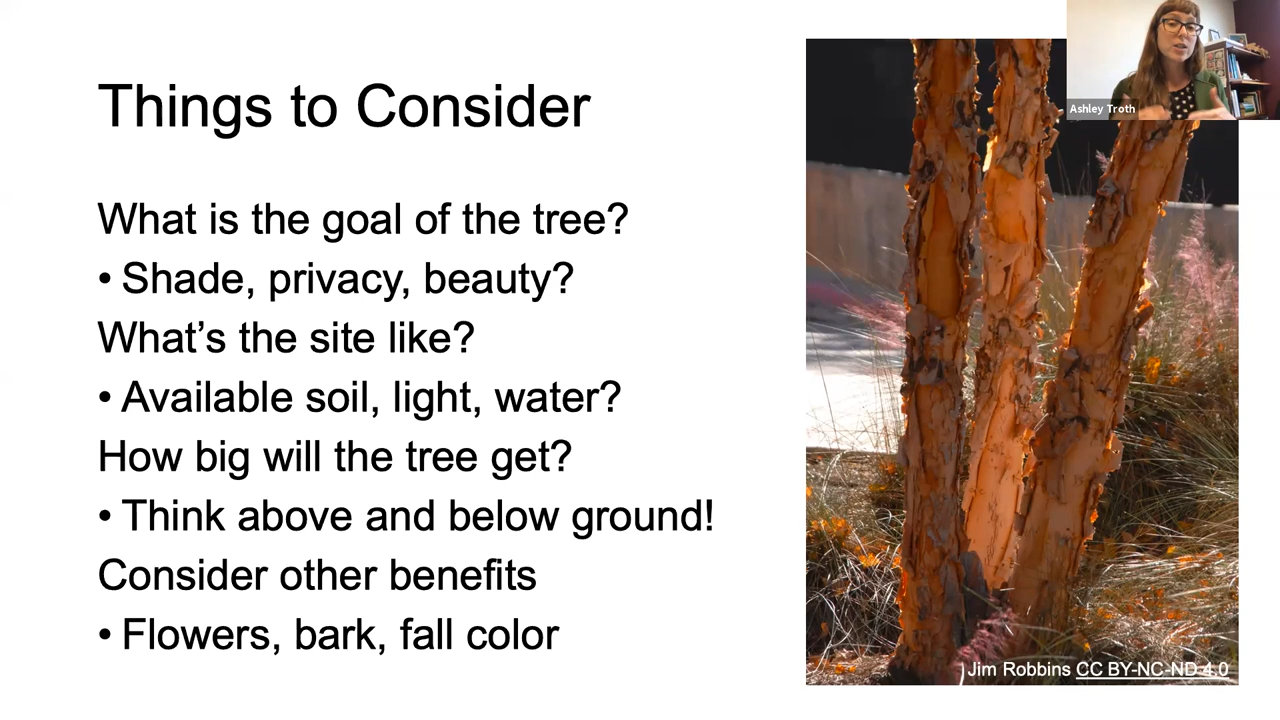 Things to Consider
What is the goal of the tree?
• Shade, privacy, beauty?
What’s the site like?
• Available soil, light, water?
How big will the tree get?
• Think above and below ground!
Consider other benefits
• Flowers, bark, fall color
Ashley Troth
Jim Robbins CC BY-NC-ND 4.0